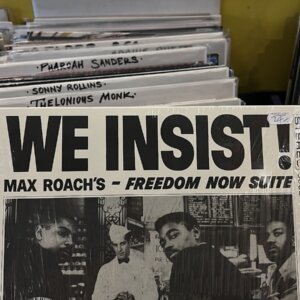 PHAROAH SANDERS
SONNY ROLLINS
THELONIOUS MONK
WE INSIST!
MAX ROACH'S - FREEDOM NOW SUITE